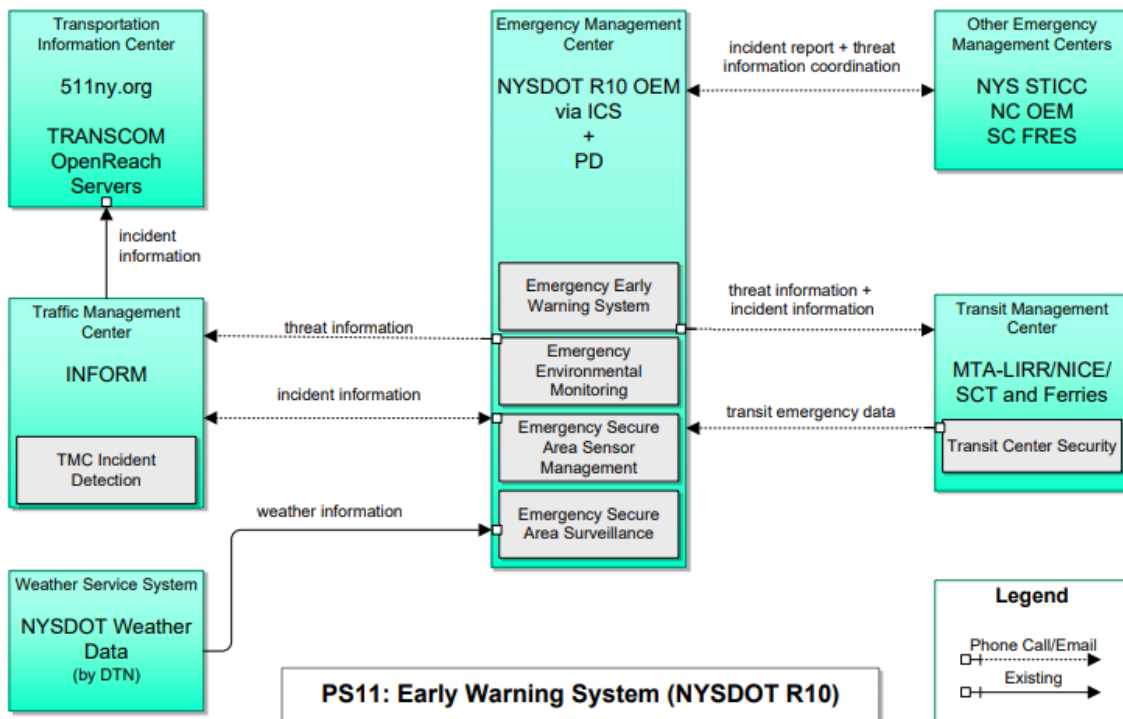 Transportation
Information Center
511ny.org
TRANSCOM
OpenReach
Servers
incident
information
Traffic Management
Center
INFORM
TMC Incident
Detection
Weather Service System
NYSDOT Weather
Data
(by DTN)
threat information
incident information
weather information
Emergency Management
Center
NYSDOT R10 OEM
via ICS
+
PD
Emergency Early
Warning System
Emergency
Environmental
Monitoring
Emergency Secure
Area Sensor
Management
Emergency Secure
Area Surveillance
incident report + threat
information coordination
threat information +
incident information
transit emergency data
Other Emergency
Management Centers
NYS STICC
NC OEM
SC FRES
Transit Management
Center
MTA-LIRR/NICE/
SCT and Ferries
Transit Center Security
Legend
Phone Call/Email
Existing
PS11: Early Warning System (NYSDOT R10)